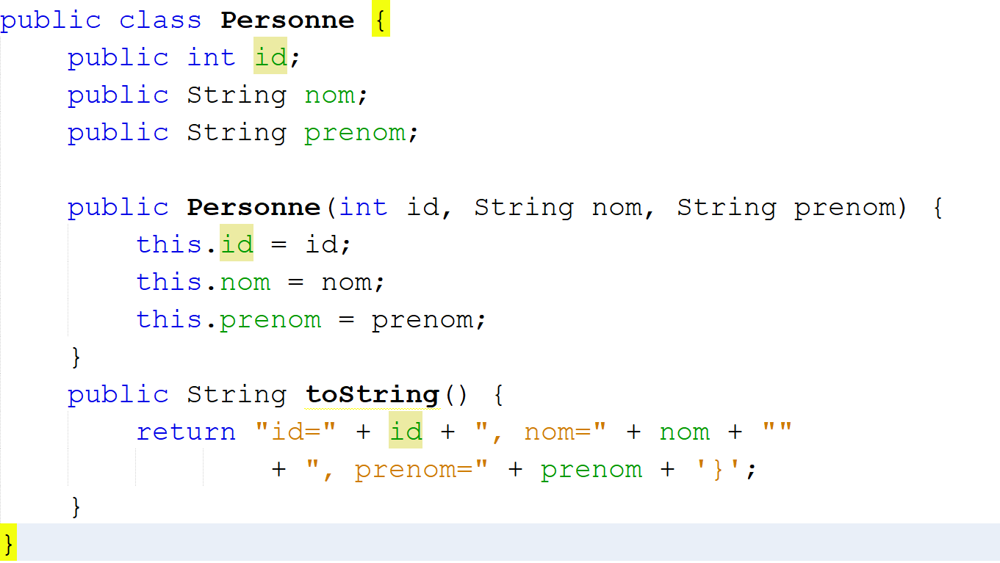 public class Personne {
    public int id;
    public String nom;
    public String prenom;

    public Personne(int id, String nom, String prenom) {
        this.id = id;
        this.nom = nom;
        this.prenom = prenom;
    }
    public String toString() {
        return "id=" + id + ", nom=" + nom + ""
                + ", prenom=" + prenom + '}';
    }
}